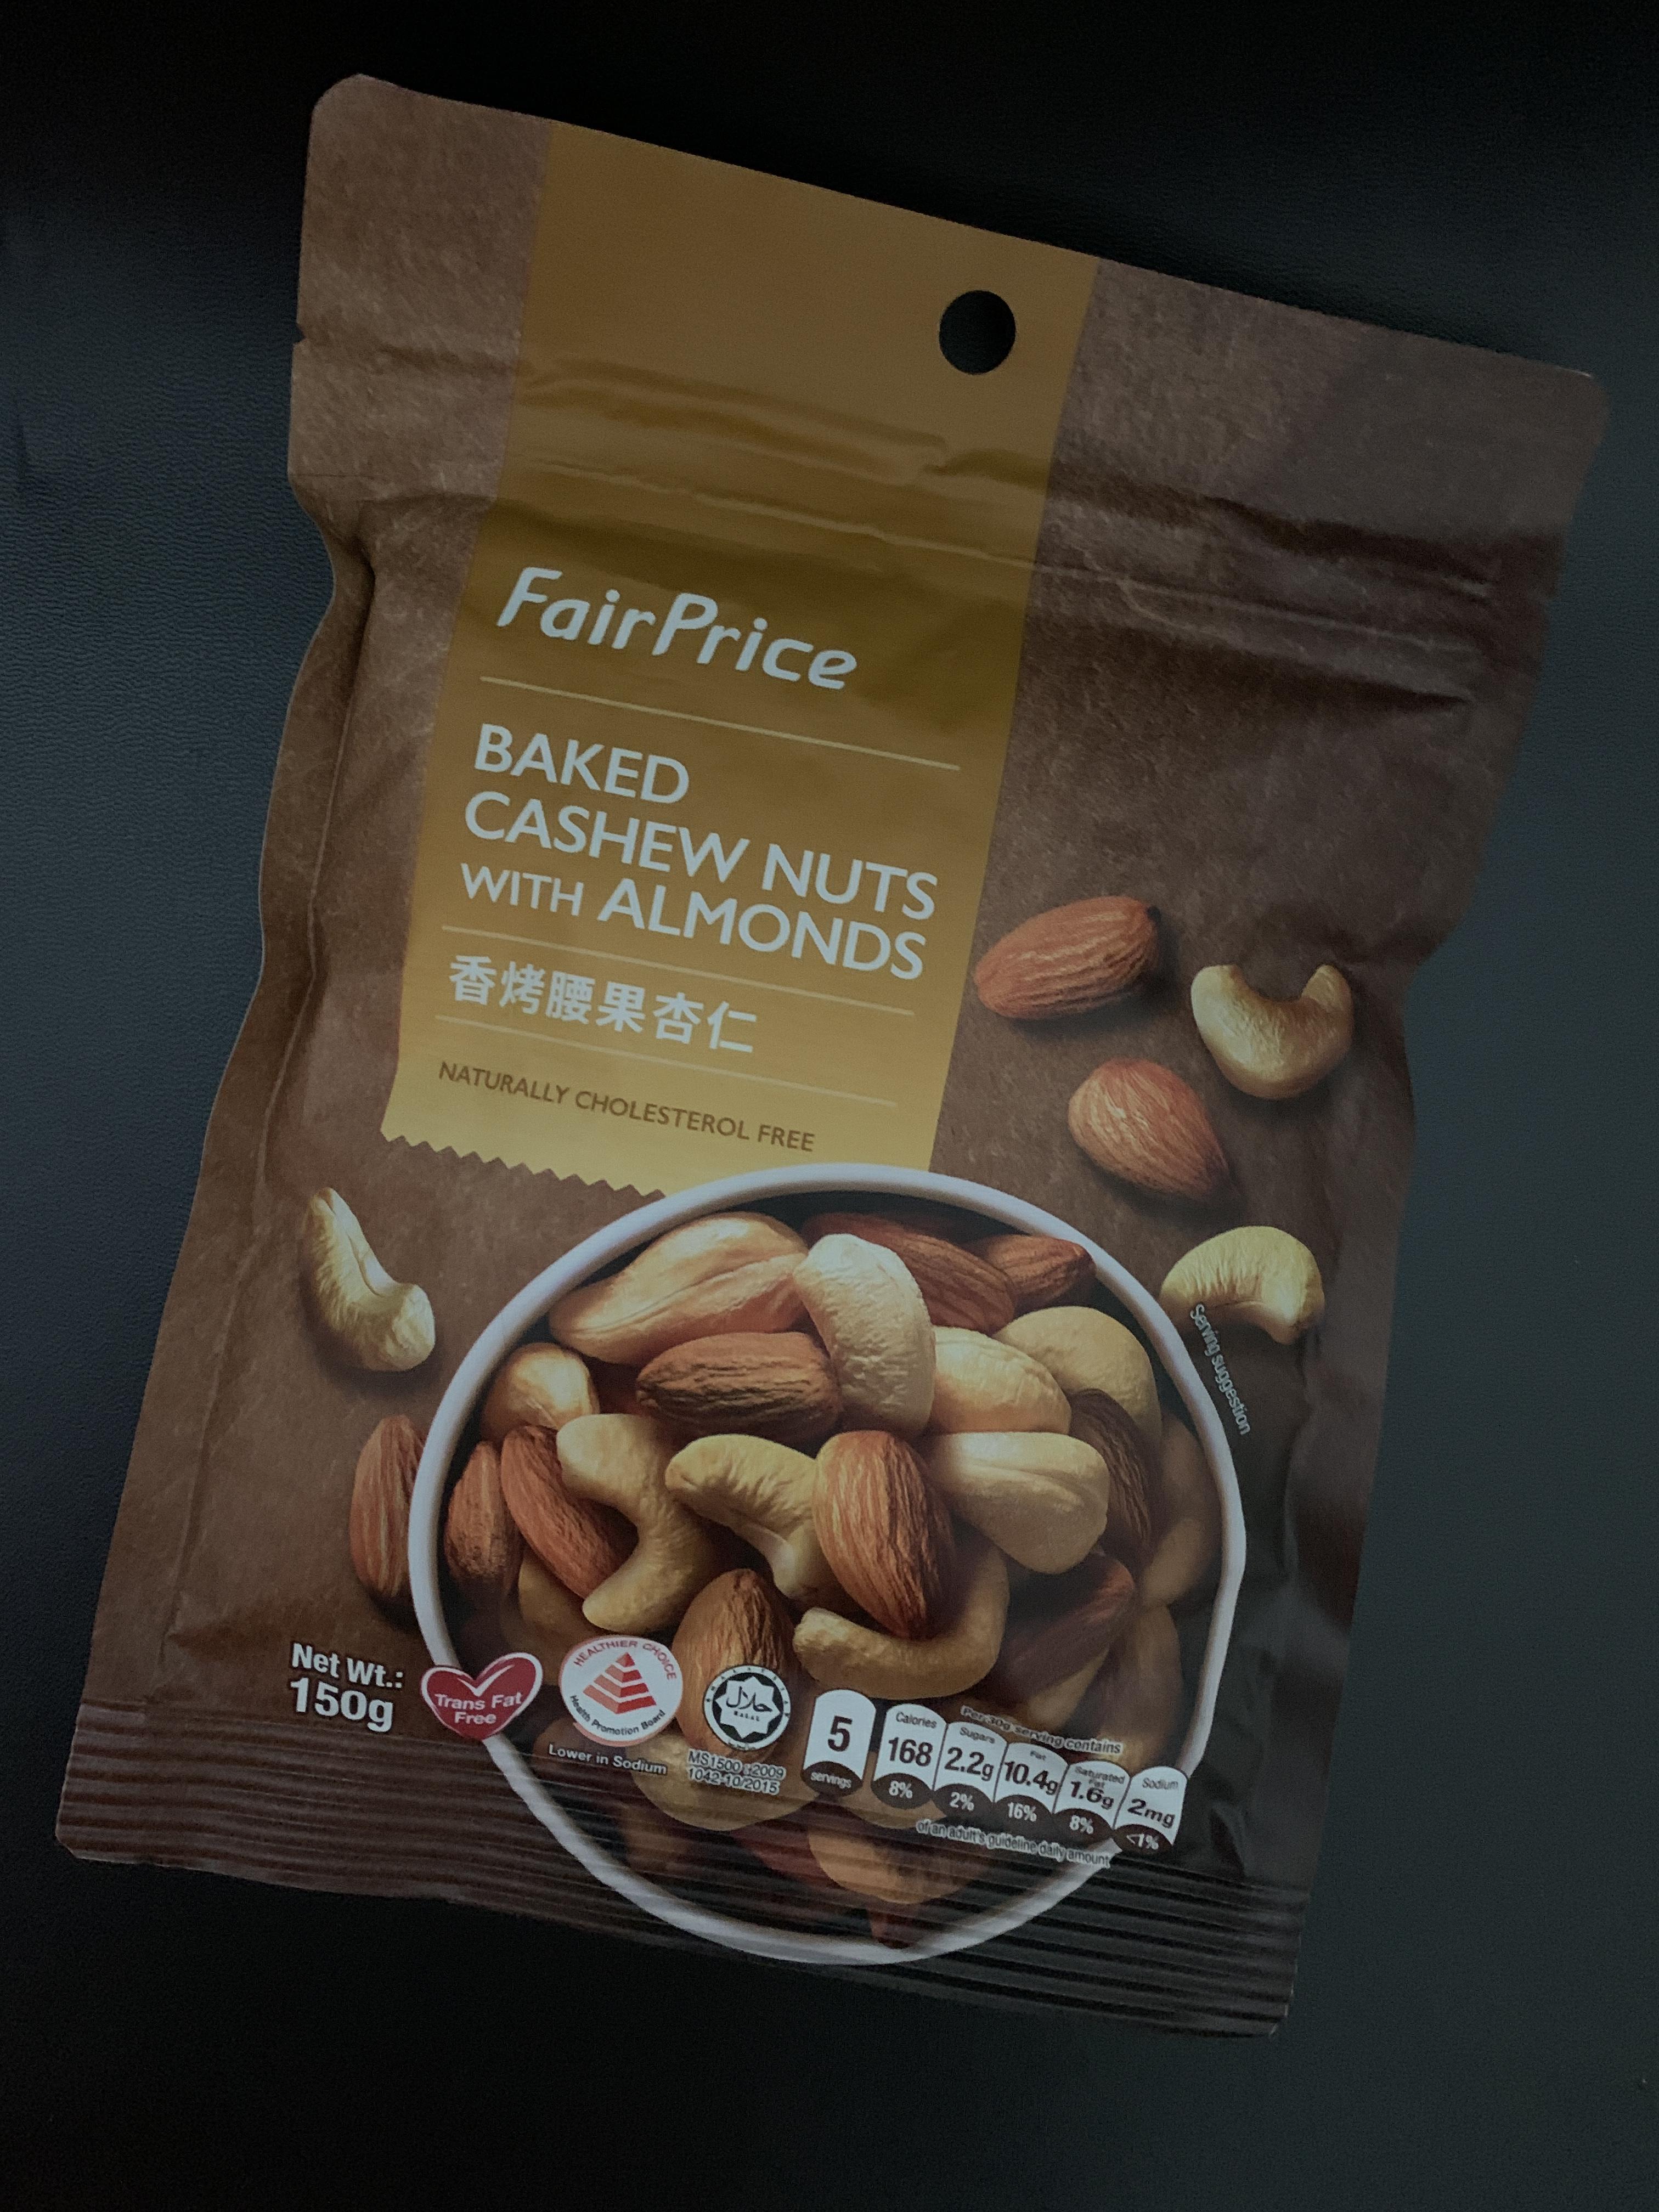 FairPrice
BAKED
CASHEW NUTS
WITH ALMONDS
香烤腰果杏仁
NATURALLY CHOLESTEROL FREE
Serving suggestion
Net Wt.:
150g
Trans Fat
Free
HEALTHIER CHOICE
Health Promotion Board
Lower in Sodium
حلال
HALAL
MS1500 : 2009
1042-10/2015
5
servings
Per 30g serving contains
Calories
168
8%
Sugars
2.2g
2%
Fat
10.4g
16%
Saturated
Fat
1.6g
8%
Sodium
2mg
<1%
of an adult's guideline daily amount